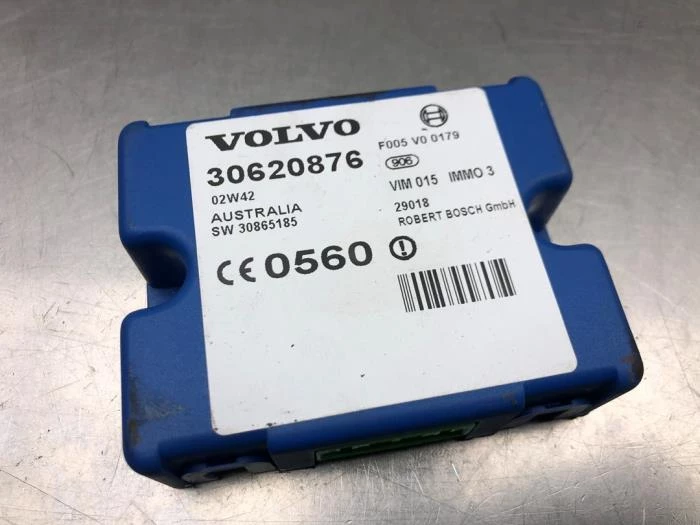 VOLVO
30620876
02W42
AUSTRALIA
SW 30865185
F005 V0 0179
906
VIM 015 IMMO 3
29018
ROBERT BOSCH GmbH
CE 0560